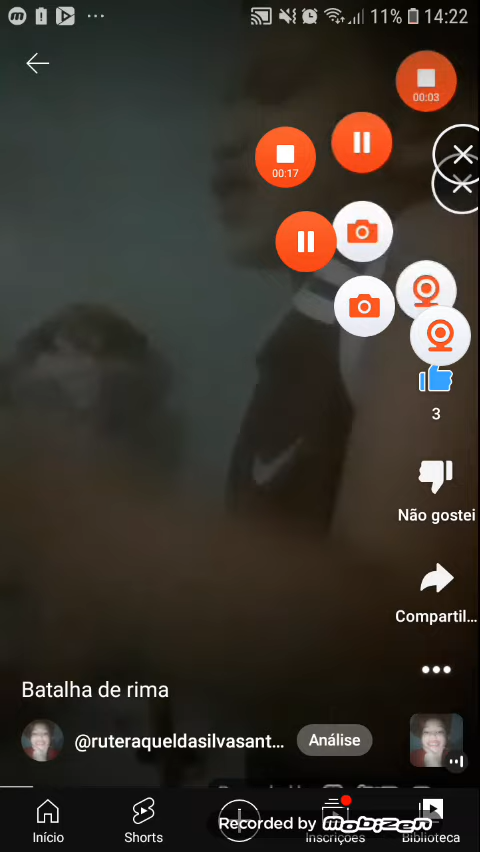 11% 14:22
00:03
00:17
3
Não gostei
Compartil...
Batalha de rima
@ruteraqueldasilvasant...
Análise
Início
Shorts
Inscrições
Biblioteca
Recorded by mobizen